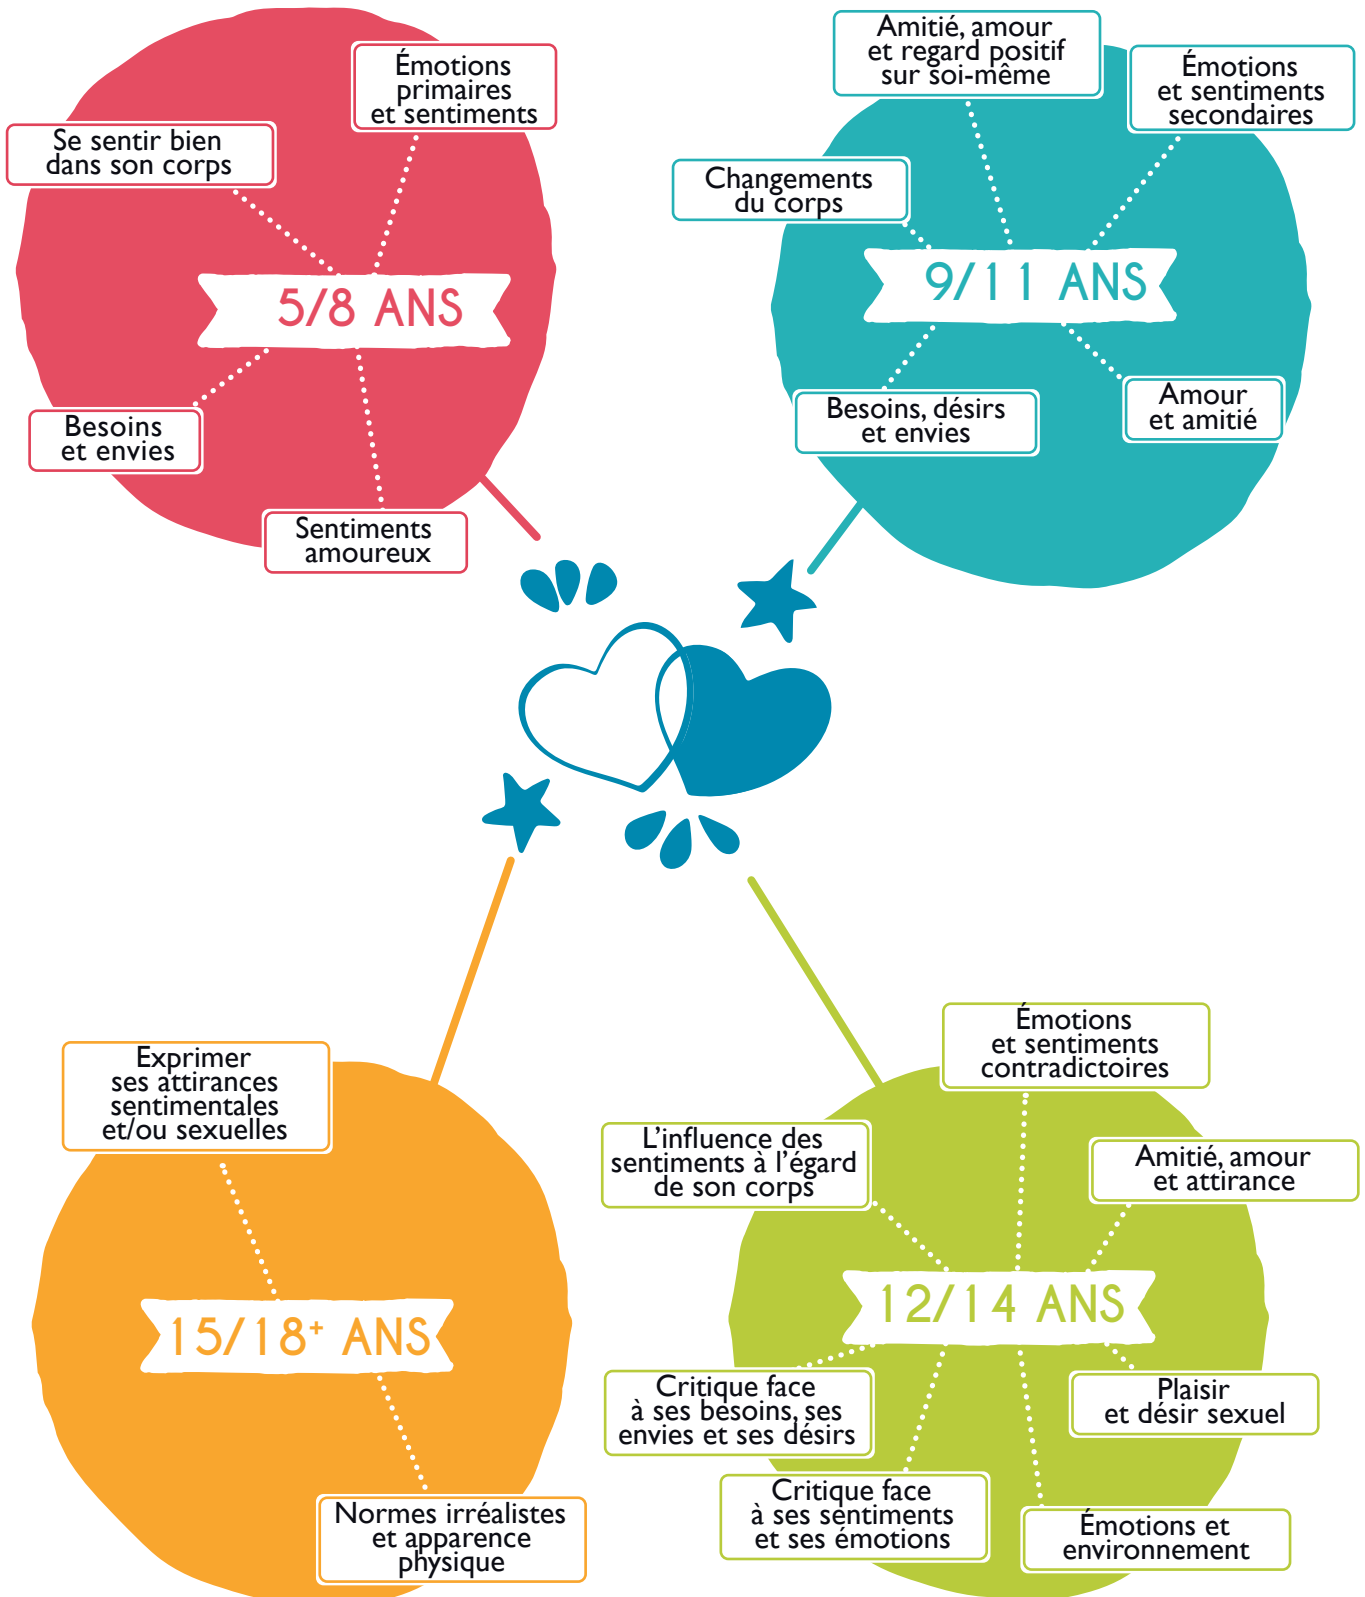 Émotions
primaires
et sentiments
Se sentir bien
dans son corps
5/8 ANS
Besoins
et envies
Sentiments
amoureux
Amitié, amour
et regard positif
sur soi-même
Émotions
et sentiments
secondaires
Changements
du corps
9/11 ANS
Besoins, désirs
et envies
Amour
et amitié
Exprimer
ses attirances
sentimentales
et/ou sexuelles
15/18+ ANS
Normes irréalistes
et apparence
physique
Émotions
et sentiments
contradictoires
L'influence des
sentiments à l'égard
de son corps
Amitié, amour
et attirance
12/14 ANS
Critique face
à ses besoins, ses
envies et ses désirs
Plaisir
et désir sexuel
Critique face
à ses sentiments
et ses émotions
Émotions et
environnement